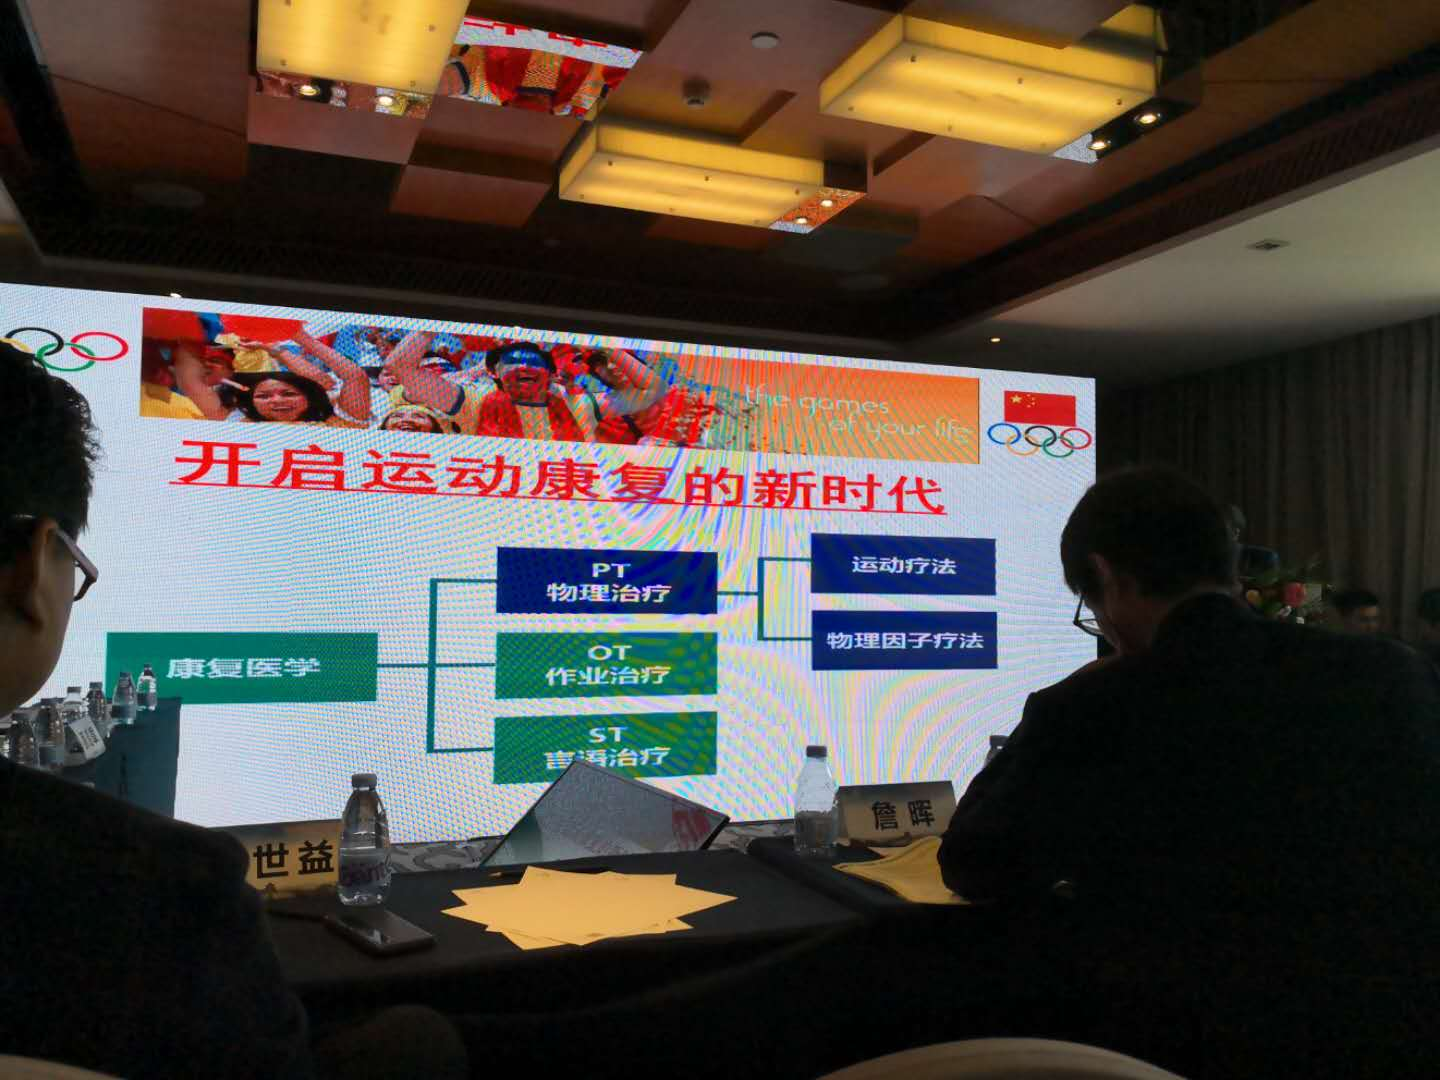 the games
of your life
开启运动康复的新时代
康复医学
PT
物理治疗
OT
作业治疗
ST
言语治疗
运动疗法
物理因子疗法
世益
詹晖